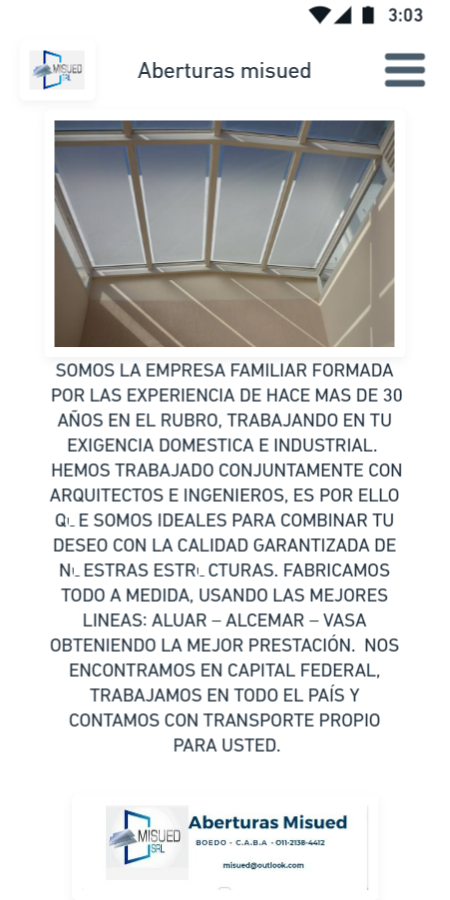 3:03
MISUED
SRL
Aberturas misued
SOMOS LA EMPRESA FAMILIAR FORMADA
POR LAS EXPERIENCIA DE HACE MAS DE 30
AÑOS EN EL RUBRO, TRABAJANDO EN TU
EXIGENCIA DOMESTICA E INDUSTRIAL.
HEMOS TRABAJADO CONJUNTAMENTE CON
ARQUITECTOS E INGENIEROS, ES POR ELLO
QUE SOMOS IDEALES PARA COMBINAR TU
DESEO CON LA CALIDAD GARANTIZADA DE
NUESTRAS ESTRUCTURAS. FABRICAMOS
TODO A MEDIDA, USANDO LAS MEJORES
LINEAS: ALUAR – ALCEMAR – VASA
OBTENIENDO LA MEJOR PRESTACIÓN. NOS
ENCONTRAMOS EN CAPITAL FEDERAL,
TRABAJAMOS EN TODO EL PAÍS Y
CONTAMOS CON TRANSPORTE PROPIO
PARA USTED.
MISUED
SRL
Aberturas Misued
BOEDO - C.A.B.A - 011-2138-4412
misued@outlook.com